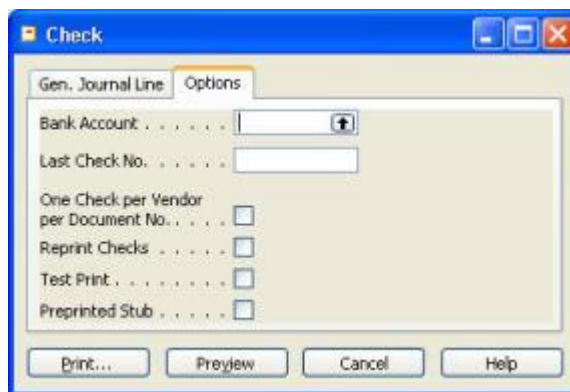 Check
Gen. Journal Line Options
Bank Account . . . . . .
Last Check No. . . . . .
One Check per Vendor
per Document No. . . . .
Reprint Checks . . . . .
Test Print . . . . . . . .
Preprinted Stub . . . . .
Print... Preview Cancel Help